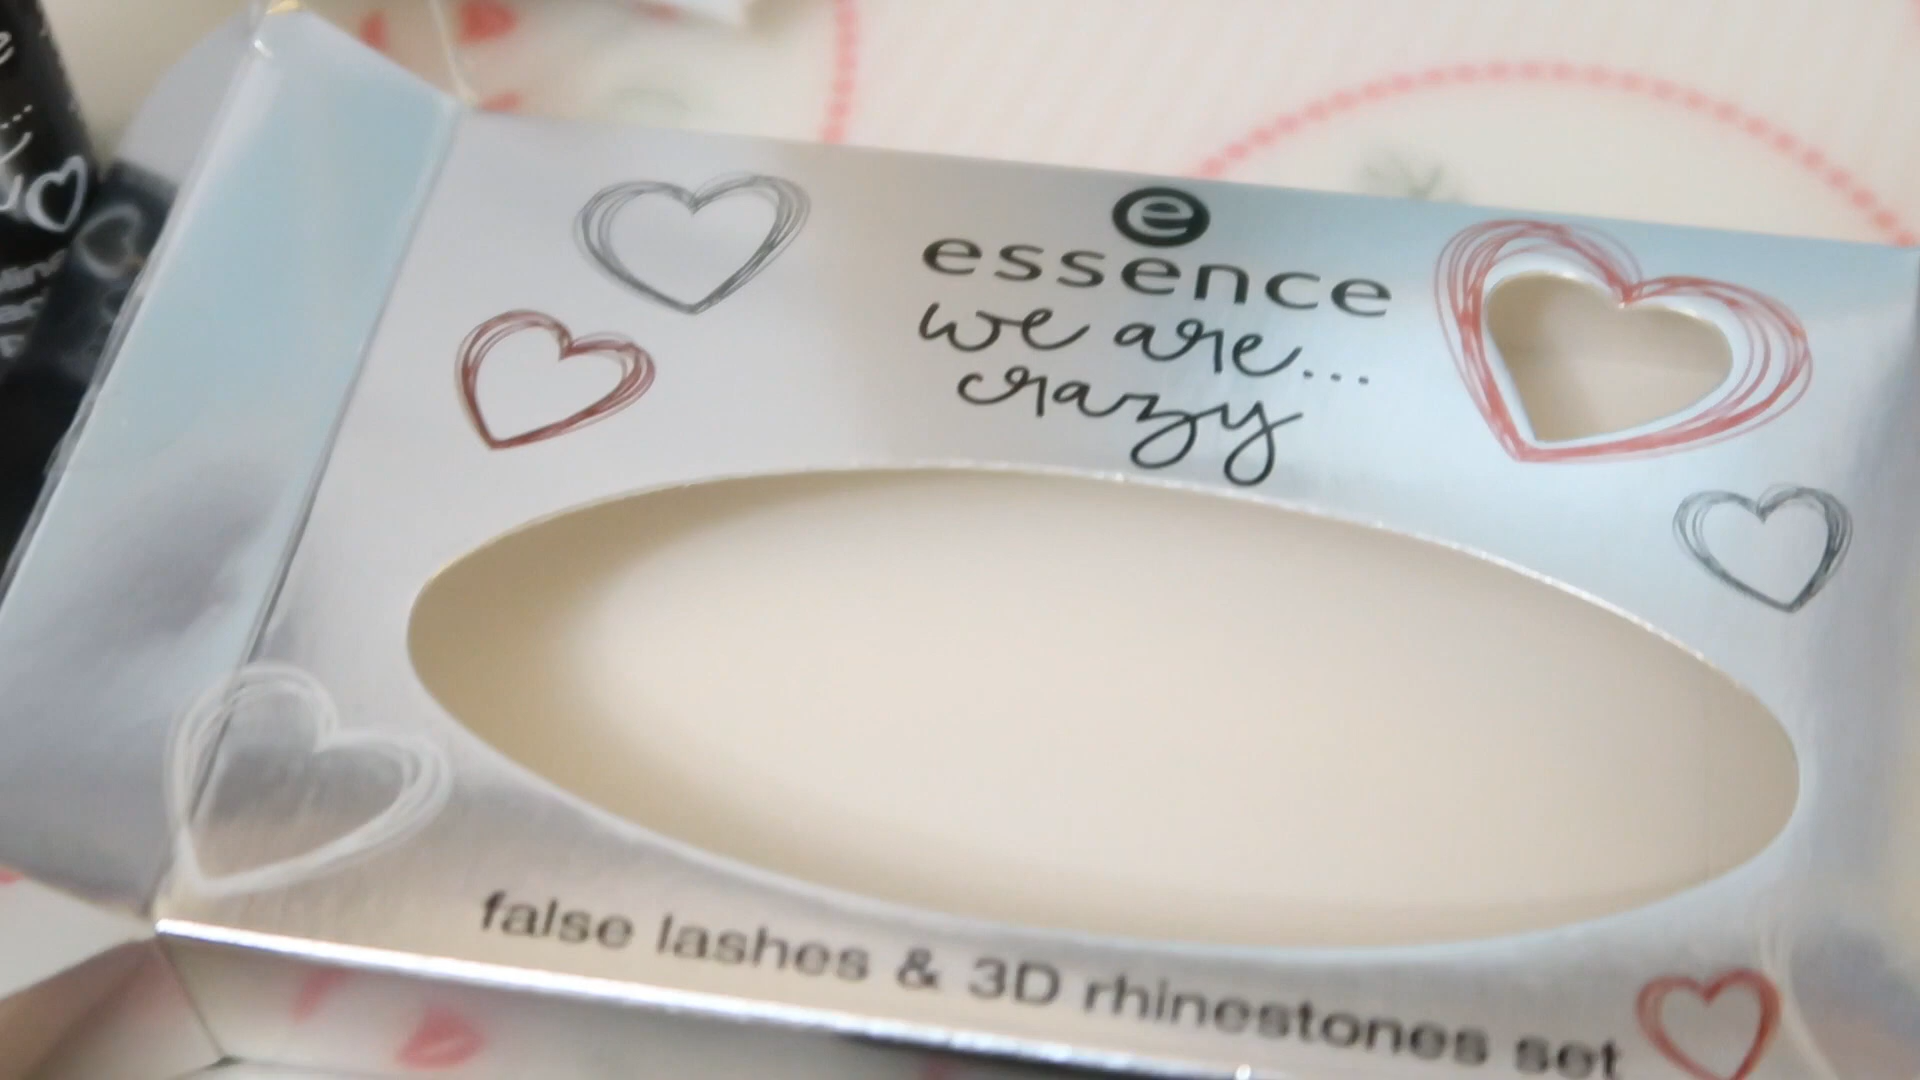 e
essence
we are...
crazy
false lashes & 3D rhinestones set